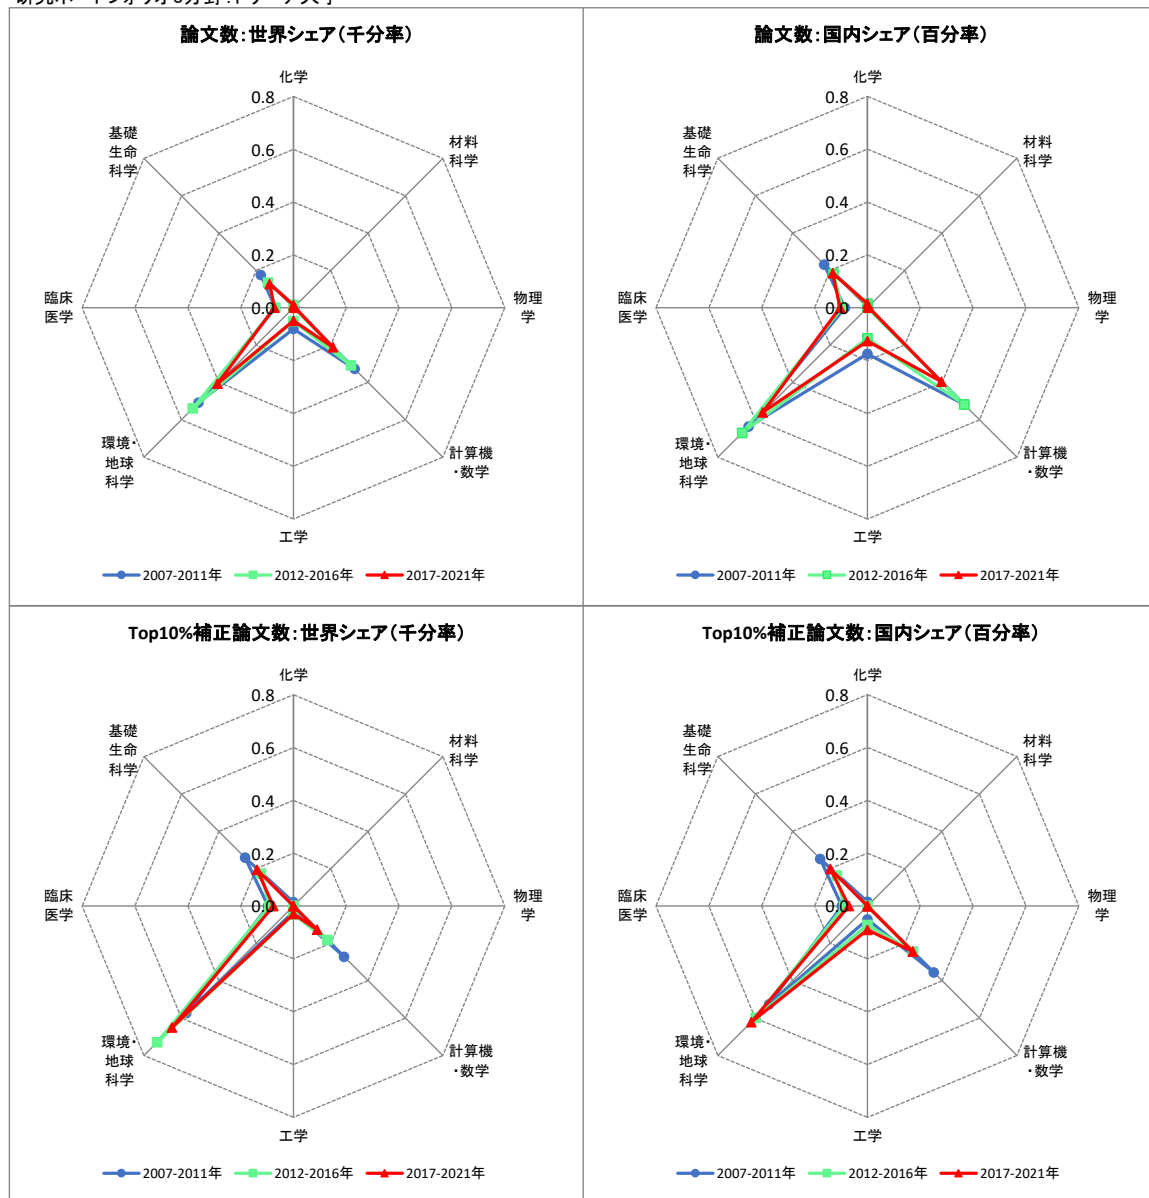 論文数：世界シェア（千分率）
化学
材料
科学
物理
学
計算機
・数学
工学
環境・
地球
科学
臨床
医学
基礎
生命
科学
0.8
0.6
0.4
0.2
0.0
2007-2011年 2012-2016年 2017-2021年
論文数：国内シェア（百分率）
化学
材料
科学
物理
学
計算機
・数学
工学
環境・
地球
科学
臨床
医学
基礎
生命
科学
0.8
0.6
0.4
0.2
0.0
2007-2011年 2012-2016年 2017-2021年
Top10%補正論文数：世界シェア（千分率）
化学
材料
科学
物理
学
計算機
・数学
工学
環境・
地球
科学
臨床
医学
基礎
生命
科学
0.8
0.6
0.4
0.2
0.0
2007-2011年 2012-2016年 2017-2021年
Top10%補正論文数：国内シェア（百分率）
化学
材料
科学
物理
学
計算機
・数学
工学
環境・
地球
科学
臨床
医学
基礎
生命
科学
0.8
0.6
0.4
0.2
0.0
2007-2011年 2012-2016年 2017-2021年